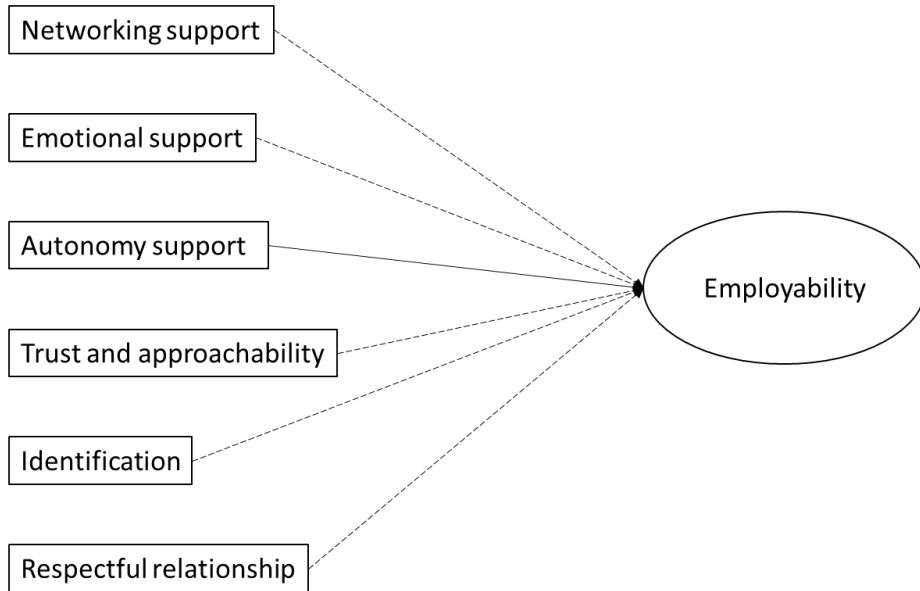 Networking support
Emotional support
Autonomy support
Employability
Trust and approachability
Identification
Respectful relationship